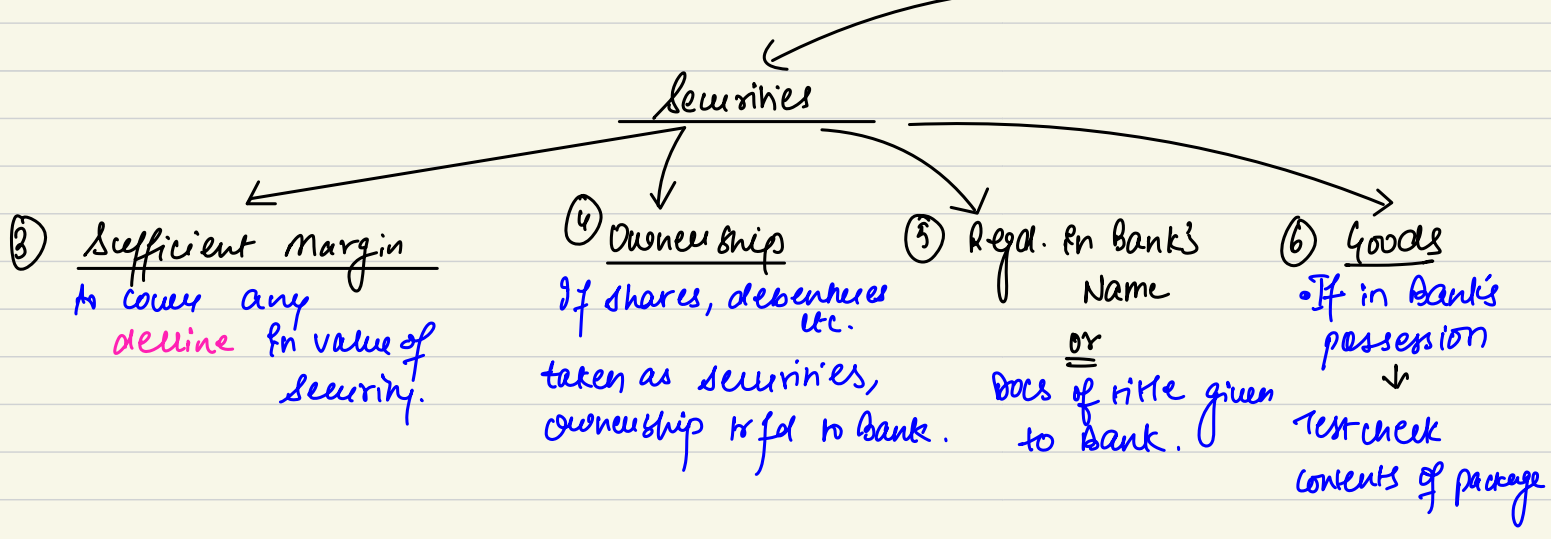 Securities
③ Sufficient Margin
to cover any
decline in value of
security.
④ Ownership
If shares, debentures
etc.
taken as securities,
Ownership trfd to Bank.
⑤ Regd. in Bank's
Name
or
Docs of title given
to Bank.
⑥ Goods
• If in Bank's
possession
↓
Test check
contents of package